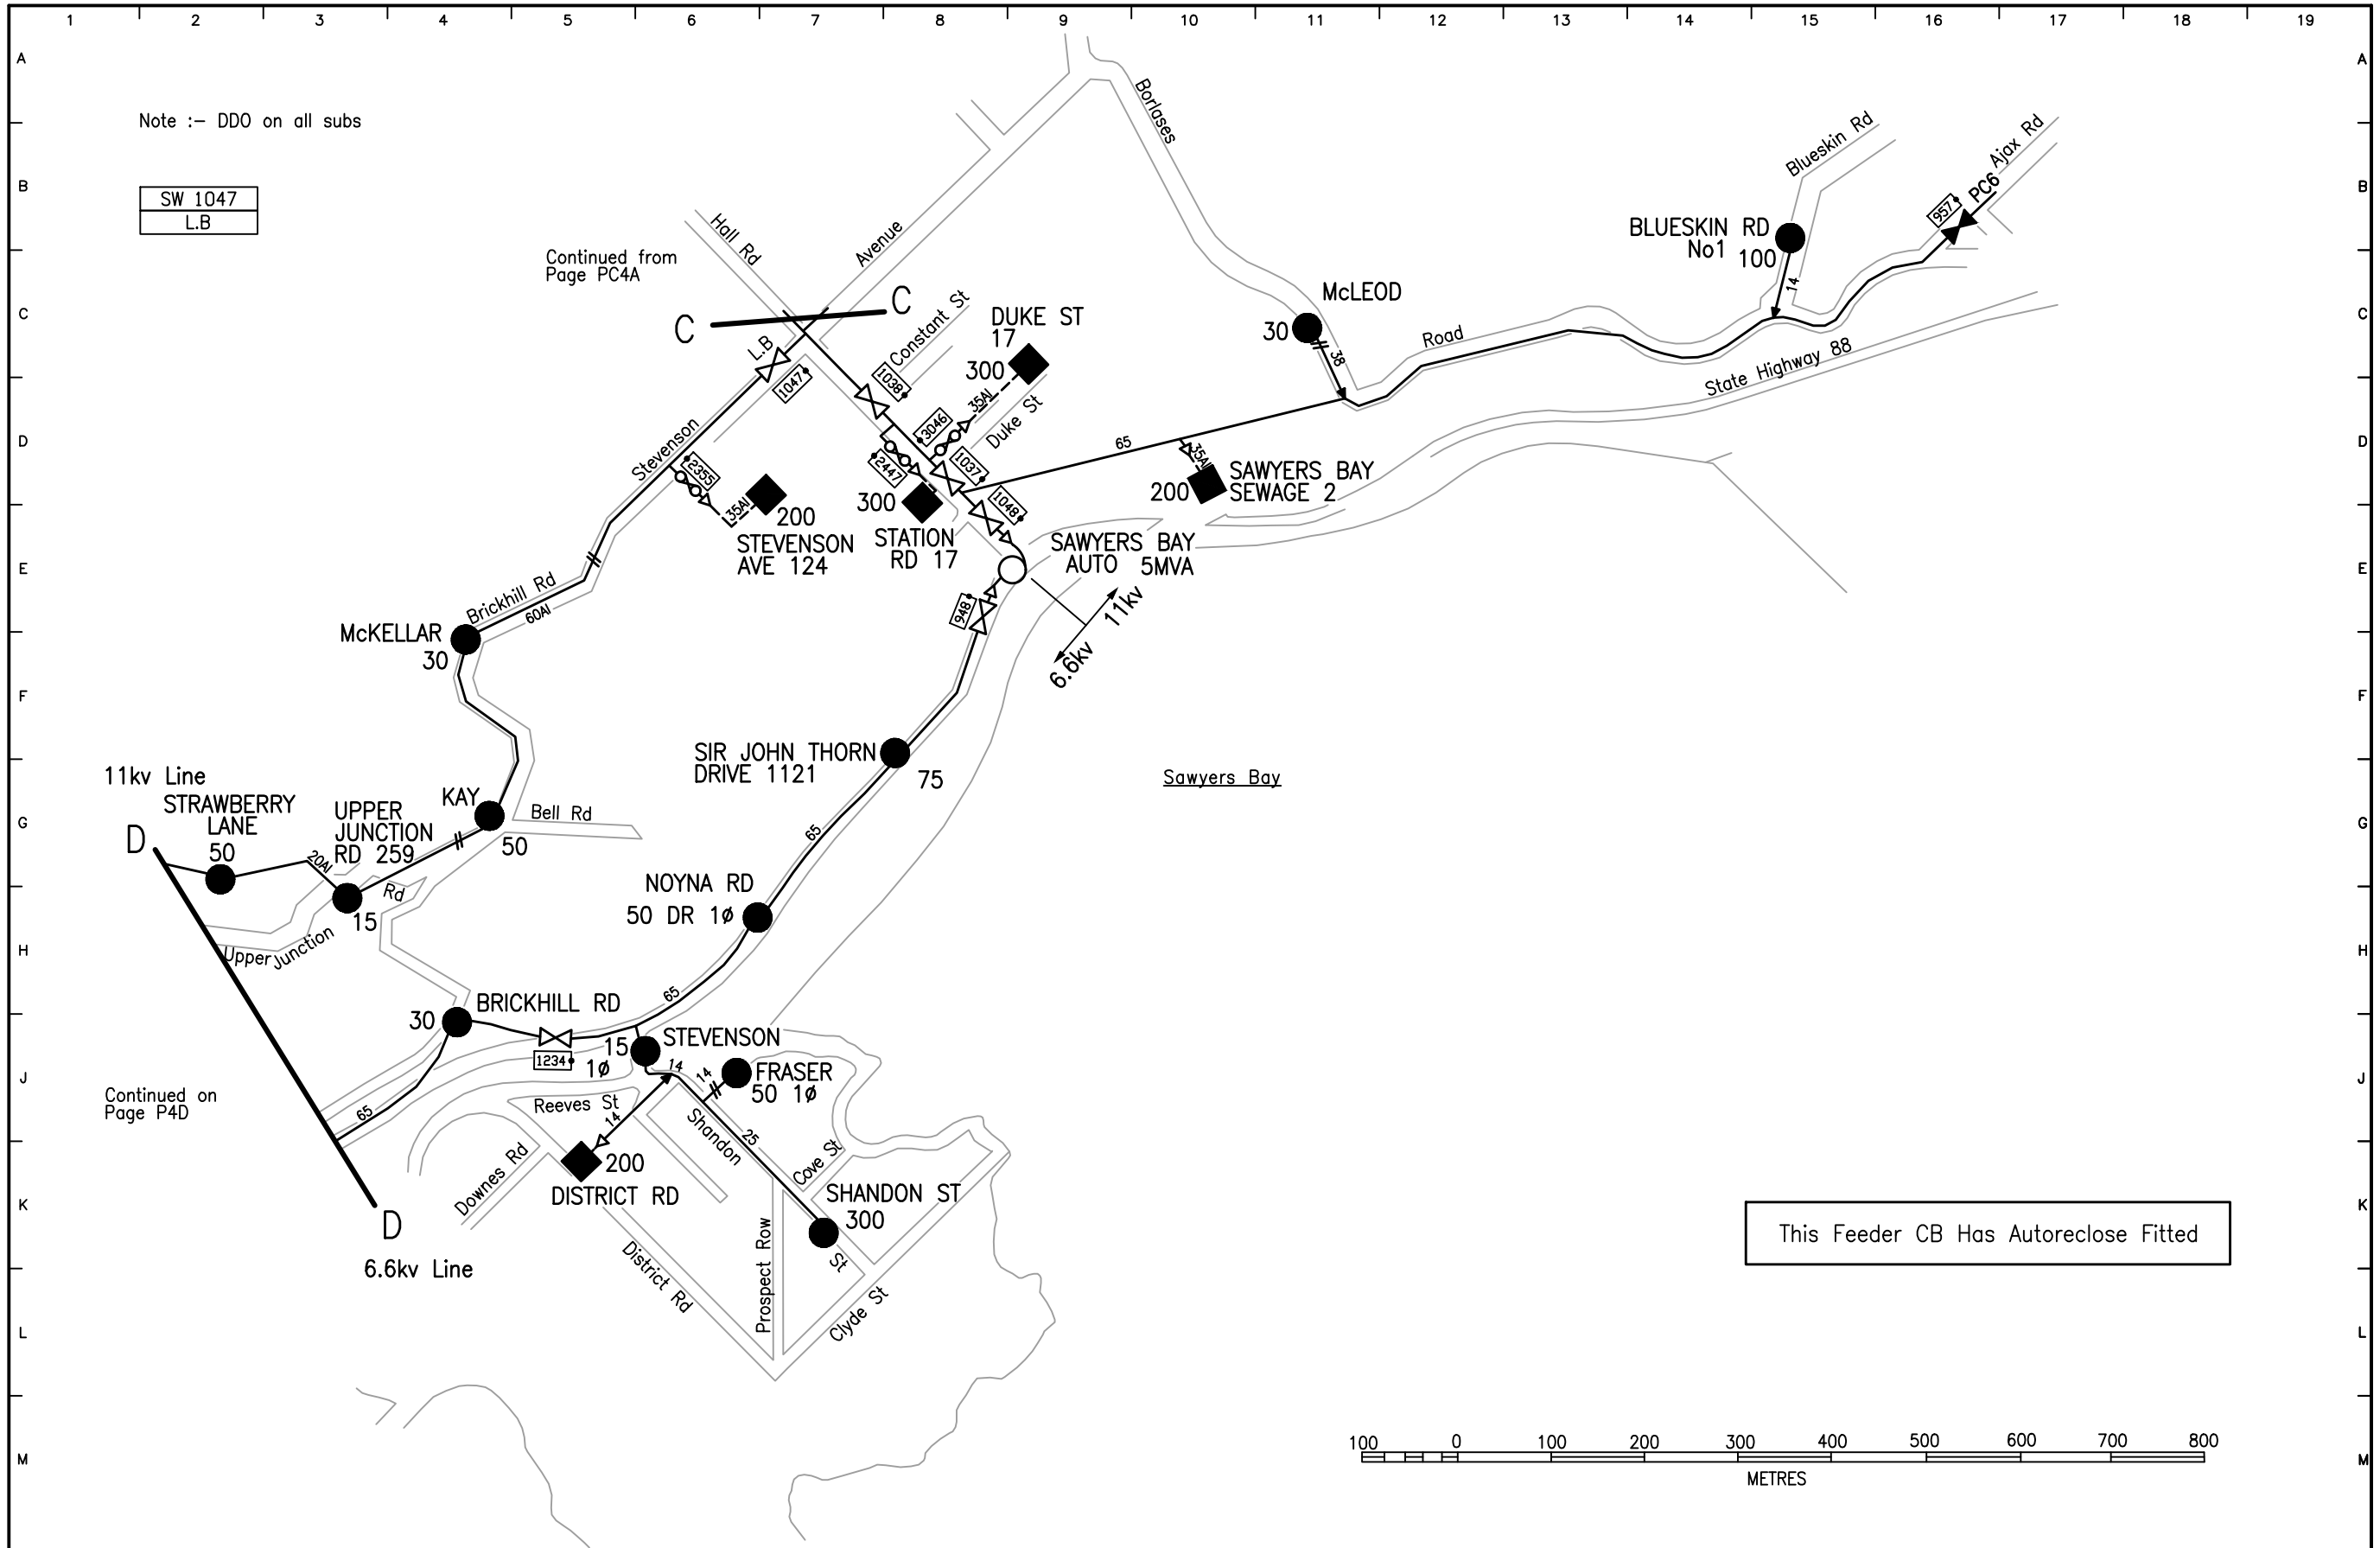 1 2 3 4 5 6 7 8 9 10 11 12 13 14 15 16 17 18 19
A A
Note :- DDO on all subs
Borlases
Blueskin Rd
Ajax Rd
B B
SW 1047
L.B
PC6
957
Hall Rd
Avenue
BLUESKIN RD
No1 100
14
Continued from
Page PC4A
C C
C C
Constant St
DUKE ST
17
300
McLEOD
30
38
Road
State Highway 88
L.B
1047
1038
35Al
Duke St
D D
3046
1037
2447
65
35Al
SAWYERS BAY
SEWAGE 2
200
Stevenson
2355
35Al
200
STEVENSON
AVE 124
300
STATION
RD 17
1048
SAWYERS BAY
AUTO 5MVA
E E
11kv
6.6kv
948
Brickhill Rd
60Al
McKELLAR
30
F F
SIR JOHN THORN
DRIVE 1121
75
Sawyers Bay
11kv Line
STRAWBERRY
LANE
50
UPPER
JUNCTION
RD 259
15
20Al
KAY
50
Bell Rd
G G
D
65
Rd
NOYNA RD
50 DR 1ø
H H
Upper Junction
65
BRICKHILL RD
30
STEVENSON
15
1ø
1234
14
14
FRASER
50 1ø
J J
Continued on
Page P4D
65
Reeves St
14
Shandon
25
Cove St
Downes Rd
200
DISTRICT RD
SHANDON ST
300
K K
This Feeder CB Has Autoreclose Fitted
D
6.6kv Line
District Rd
Prospect Row
St
Clyde St
L L
M M
100 0 100 200 300 400 500 600 700 800
METRES